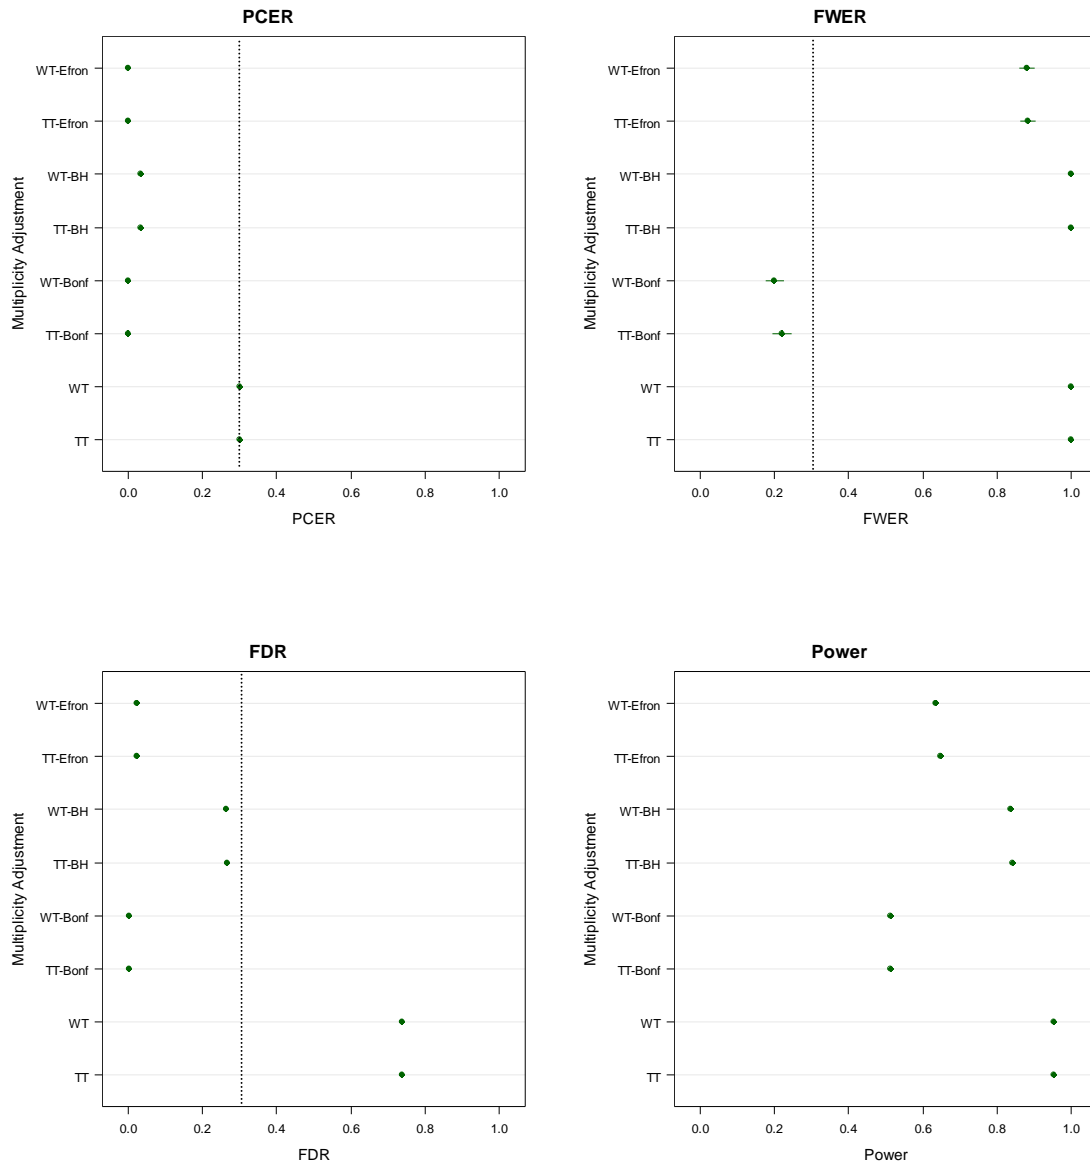 PCER
Multiplicity Adjustment
WT-Efron
TT-Efron
WT-BH
TT-BH
WT-Bonf
TT-Bonf
WT
TT
0.0 0.2 0.4 0.6 0.8 1.0
PCER
FWER
Multiplicity Adjustment
WT-Efron
TT-Efron
WT-BH
TT-BH
WT-Bonf
TT-Bonf
WT
TT
0.0 0.2 0.4 0.6 0.8 1.0
FWER
FDR
Multiplicity Adjustment
WT-Efron
TT-Efron
WT-BH
TT-BH
WT-Bonf
TT-Bonf
WT
TT
0.0 0.2 0.4 0.6 0.8 1.0
FDR
Power
Multiplicity Adjustment
WT-Efron
TT-Efron
WT-BH
TT-BH
WT-Bonf
TT-Bonf
WT
TT
0.0 0.2 0.4 0.6 0.8 1.0
Power